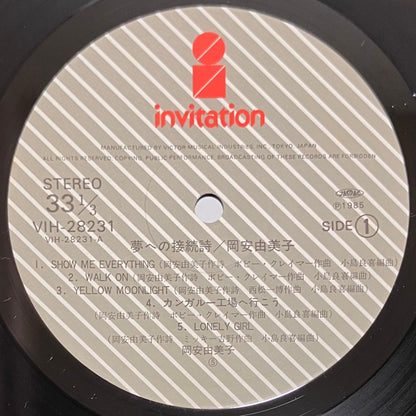 invitation
MANUFACTURED BY VICTOR MUSICAL INDUSTRIES, INC., TOKYO, JAPAN
ALL RIGHTS RESERVED. COPYING, PUBLIC PERFORMANCE, BROADCASTING OF THESE RECORDS ARE FORBIDDEN
STEREO
33 1/3
VIH-28231
VIH-28231-A
Ⓟ1985
SIDE 1
夢への接続詩／岡安由美子
1. SHOW ME EVERYTHING (岡安由美子作詩 ボビー・クレイマー作曲 小島良喜編曲)
2. WALK ON (岡安由美子作詩 ボビー・クレイマー作曲 小島良喜編曲)
3. YELLOW MOONLIGHT (岡安由美子作詩 西松一博作曲 小島良喜編曲)
4. カンガルー工場へ行こう
(岡安由美子作詩 ボビー・クレイマー作曲 小島良喜編曲)
5. LONELY GIRL
(岡安由美子作詩 ミッキー吉野作曲 小島良喜編曲)
岡安由美子